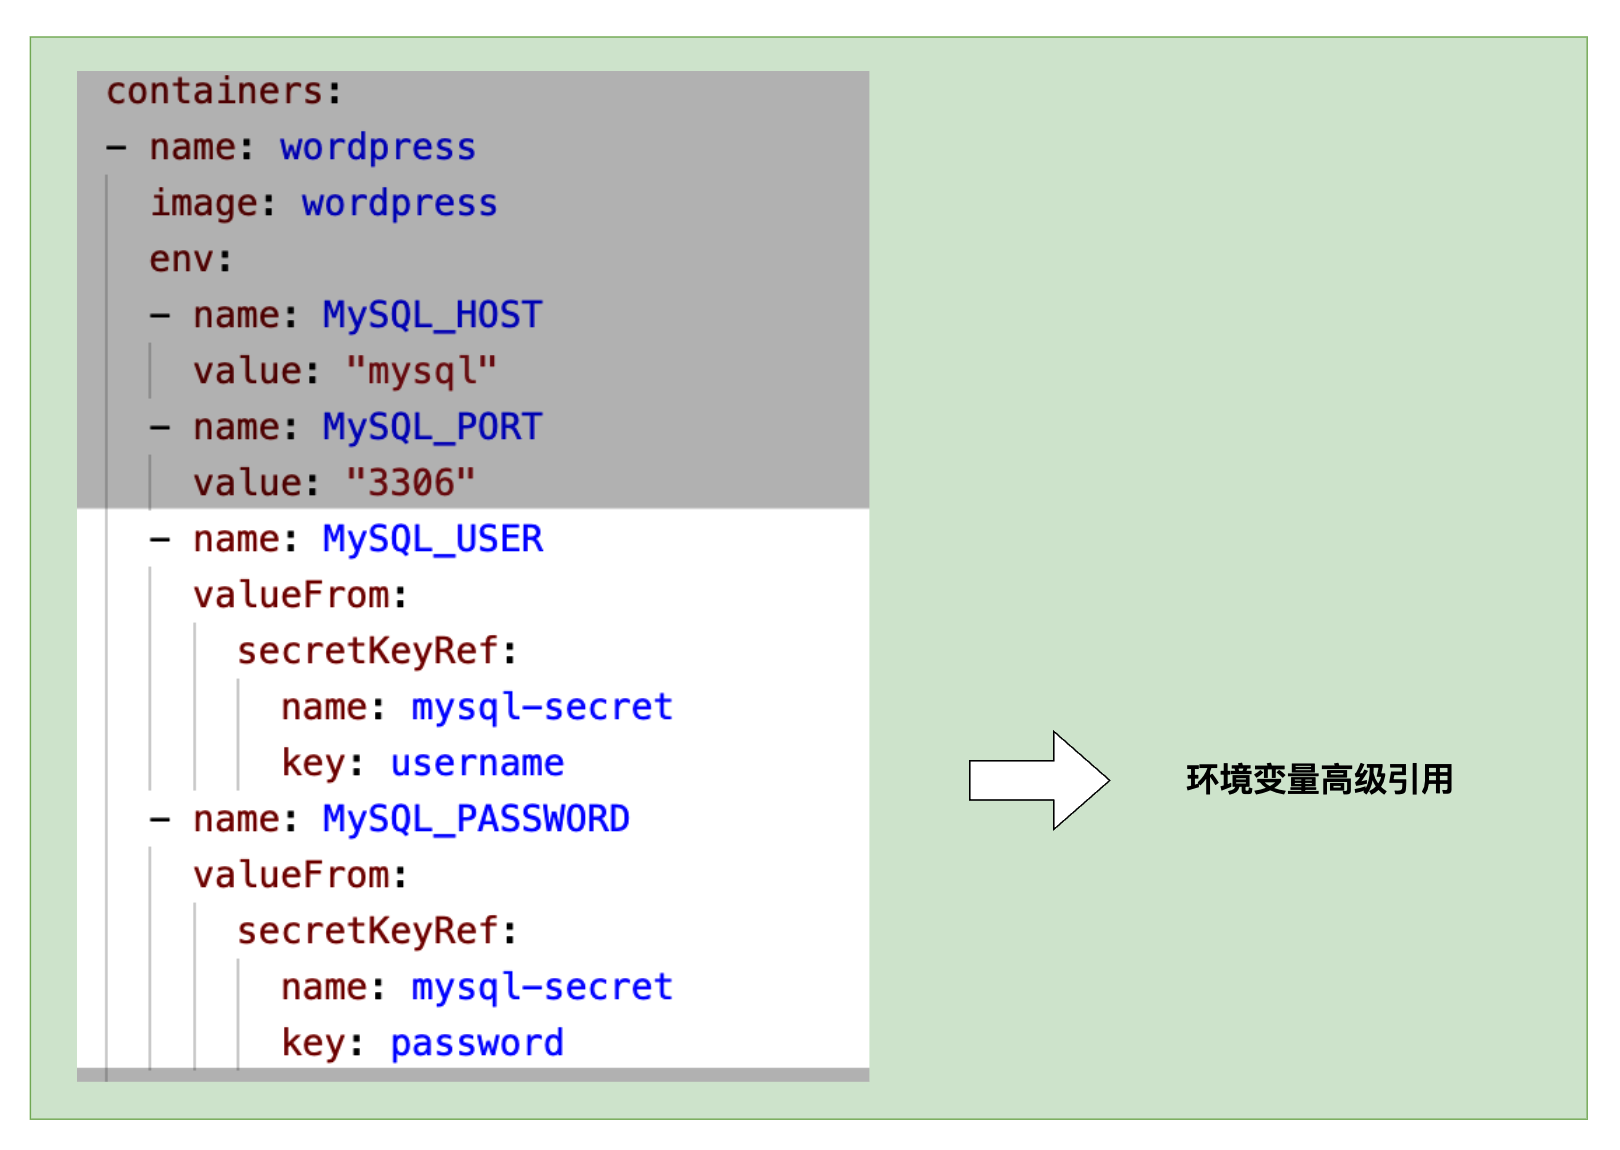 containers:
- name: wordpress
image: wordpress
env:
- name: MySQL_HOST
value: "mysql"
- name: MySQL_PORT
value: "3306"
- name: MySQL_USER
valueFrom:
secretKeyRef:
name: mysql-secret
key: username
- name: MySQL_PASSWORD
valueFrom:
secretKeyRef:
name: mysql-secret
key: password
环境变量高级引用